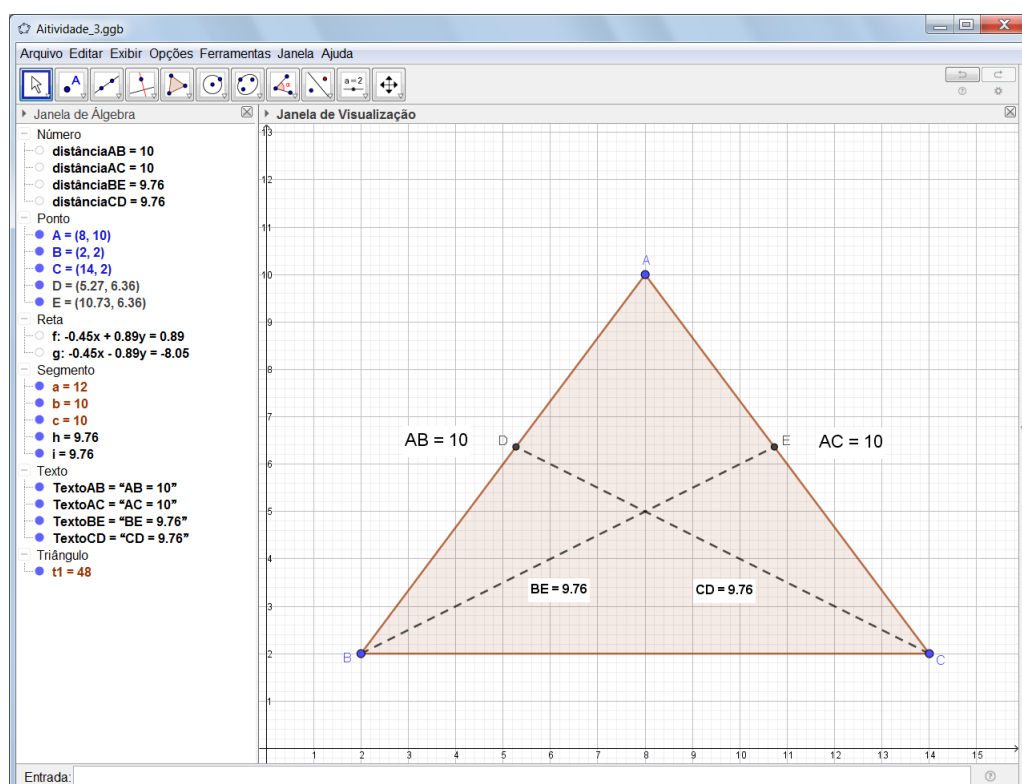 Aitividade_3.ggb
Arquivo Editar Exibir Opções Ferramentas Janela Ajuda
A
a=2
Janela de Álgebra
Número
distânciaAB = 10
distânciaAC = 10
distânciaBE = 9.76
distânciaCD = 9.76
Ponto
A = (8, 10)
B = (2, 2)
C = (14, 2)
D = (5.27, 6.36)
E = (10.73, 6.36)
Reta
f: -0.45x + 0.89y = 0.89
g: -0.45x - 0.89y = -8.05
Segmento
a = 12
b = 10
c = 10
h = 9.76
i = 9.76
Texto
TextoAB = “AB = 10”
TextoAC = “AC = 10”
TextoBE = “BE = 9.76”
TextoCD = “CD = 9.76”
Triângulo
t1 = 48
Janela de Visualização
13
12
11
10
9
8
7
6
5
4
3
2
1
A
AB = 10
D
E
AC = 10
BE = 9.76
CD = 9.76
B
C
1 2 3 4 5 6 7 8 9 10 11 12 13 14 15
Entrada: